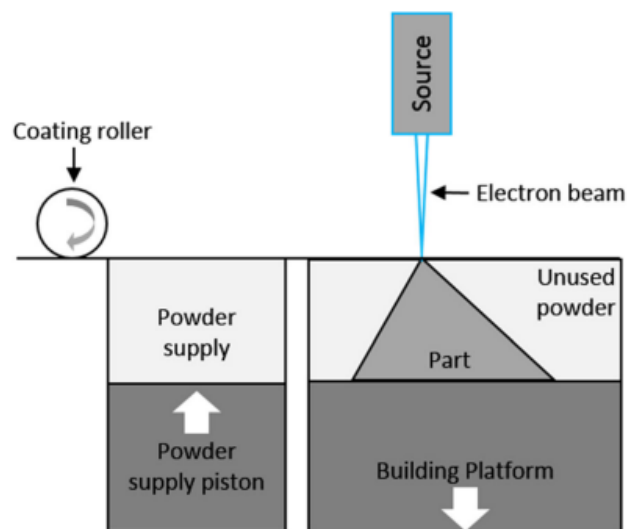 Source
Coating roller
Electron beam
Unused
powder
Powder
supply
Part
Powder
supply piston
Building Platform